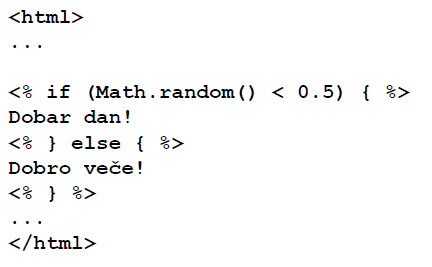 <html>
...
<% if (Math.random() < 0.5) { %>
Dobar dan!
<% } else { %>
Dobro veče!
<% } %>
...
</html>